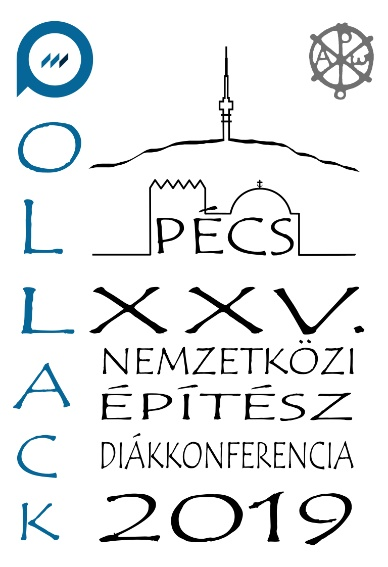 POLLACK
PÉCS
XXV.
NEMZETKÖZI
ÉPÍTÉSZ
DIÁKKONFERENCIA
2019